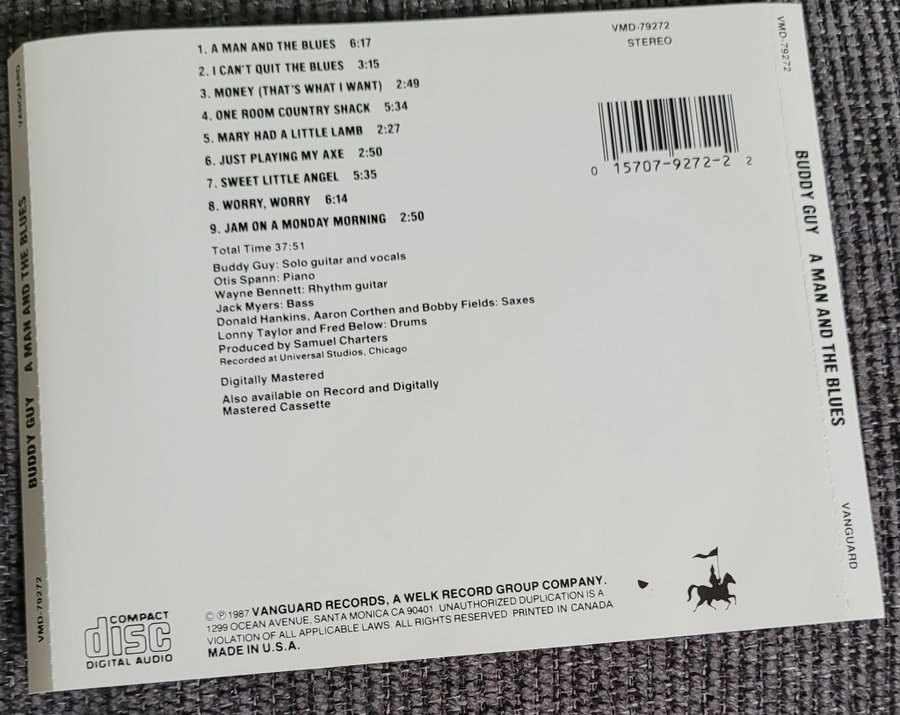 1. A MAN AND THE BLUES 6:17
2. I CAN'T QUIT THE BLUES 3:15
3. MONEY (THAT'S WHAT I WANT) 2:49
4. ONE ROOM COUNTRY SHACK 5:34
5. MARY HAD A LITTLE LAMB 2:27
6. JUST PLAYING MY AXE 2:50
7. SWEET LITTLE ANGEL 5:35
8. WORRY, WORRY 6:14
9. JAM ON A MONDAY MORNING 2:50
Total Time 37:51
Buddy Guy: Solo guitar and vocals
Otis Spann: Piano
Wayne Bennett: Rhythm guitar
Jack Myers: Bass
Donald Hankins, Aaron Corthen and Bobby Fields: Saxes
Lonny Taylor and Fred Below: Drums
Produced by Samuel Charters
Recorded at Universal Studios, Chicago
Digitally Mastered
Also available on Record and Digitally
Mastered Cassette
VMD-79272
STEREO
0 15707-9272-2 2
COMPACT
disc
DIGITAL AUDIO
© ℗ 1987 VANGUARD RECORDS, A WELK RECORD GROUP COMPANY.
1299 OCEAN AVENUE, SANTA MONICA CA 90401. UNAUTHORIZED DUPLICATION IS A
VIOLATION OF ALL APPLICABLE LAWS. ALL RIGHTS RESERVED PRINTED IN CANADA
MADE IN U.S.A.
VMD-79272 BUDDY GUY A MAN AND THE BLUES VANGUARD
VMD-79272 BUDDY GUY A MAN AND THE BLUES VANGUARD